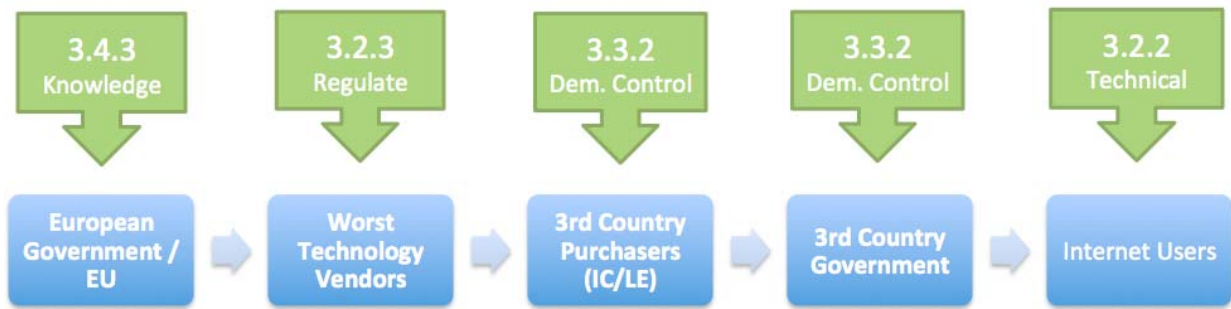 3.4.3
Knowledge
3.2.3
Regulate
3.3.2
Dem. Control
3.3.2
Dem. Control
3.2.2
Technical
European
Government /
EU
Worst
Technology
Vendors
3rd Country
Purchasers
(IC/LE)
3rd Country
Government
Internet Users